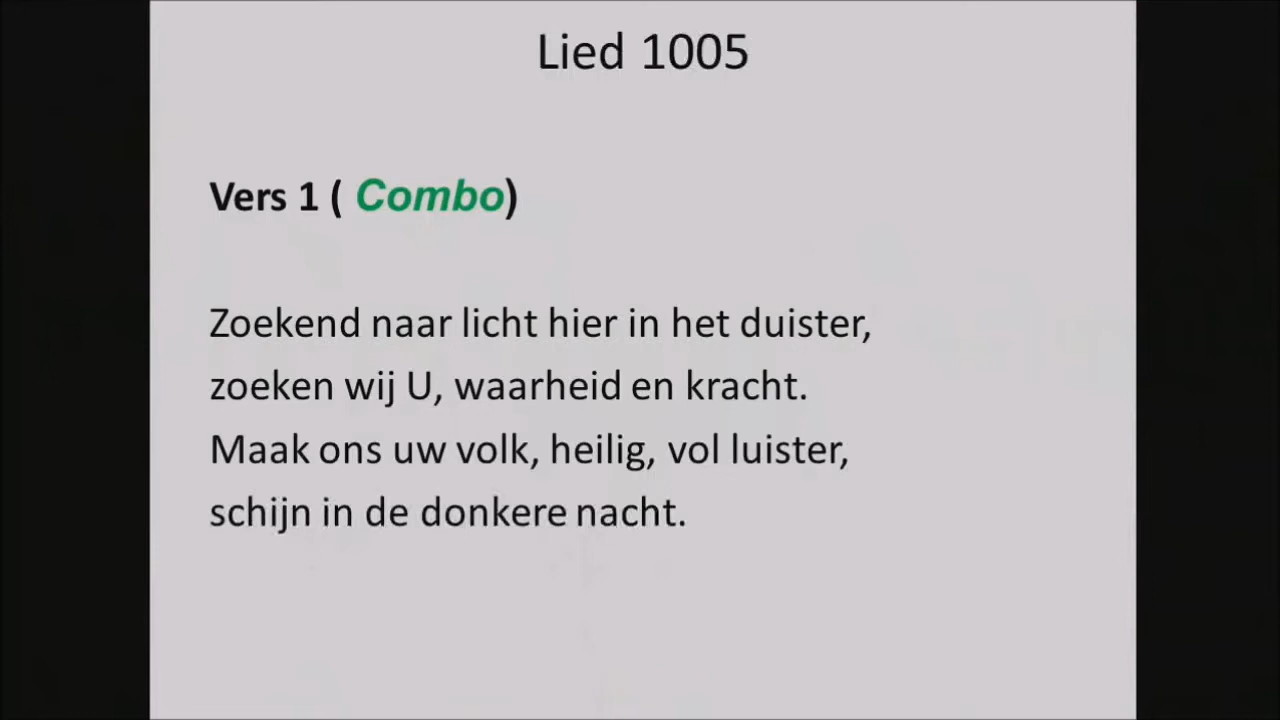 Lied 1005
Vers 1 ( Combo)
Zoekend naar licht hier in het duister,
zoeken wij U, waarheid en kracht.
Maak ons uw volk, heilig, vol luister,
schijn in de donkere nacht.